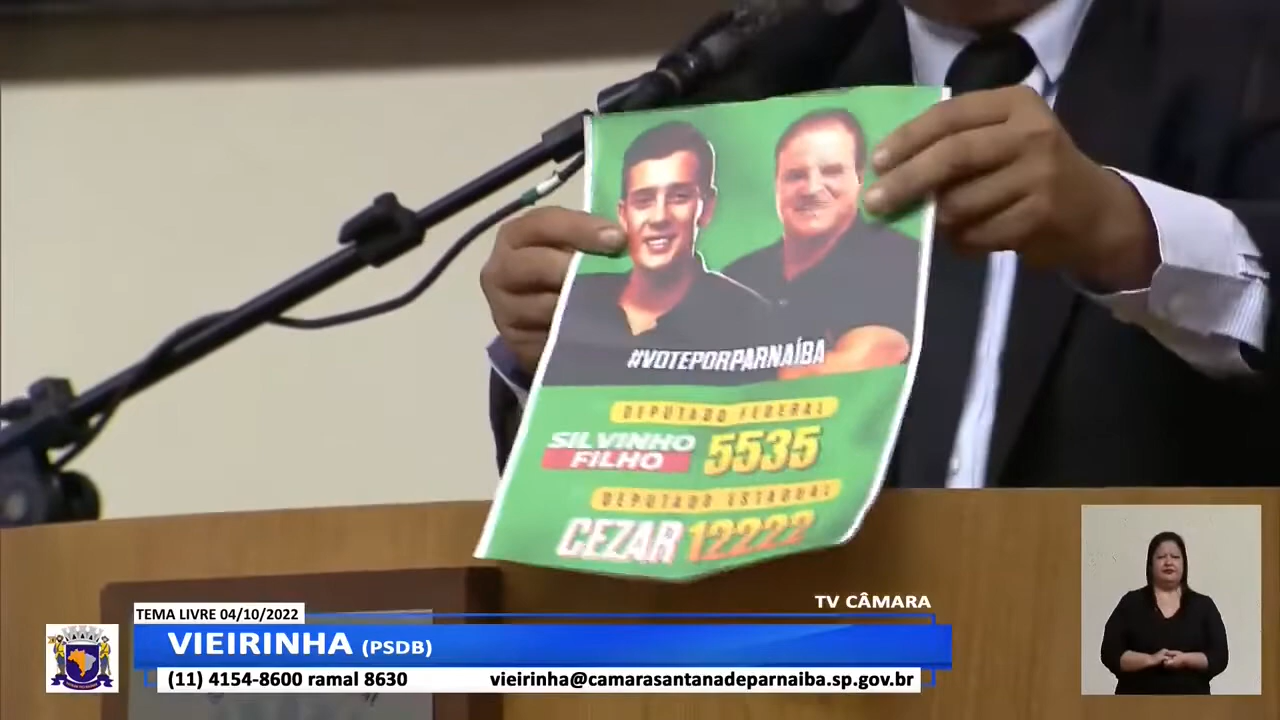 #VOTEPORPARNAÍBA
DEPUTADO FEDERAL
SILVINHO
FILHO
5535
DEPUTADO ESTADUAL
CEZAR 12222
TV CÂMARA
TEMA LIVRE 04/10/2022
VIEIRINHA (PSDB)
(11) 4154-8600 ramal 8630 vieirinha@camarasantanadeparnaiba.sp.gov.br